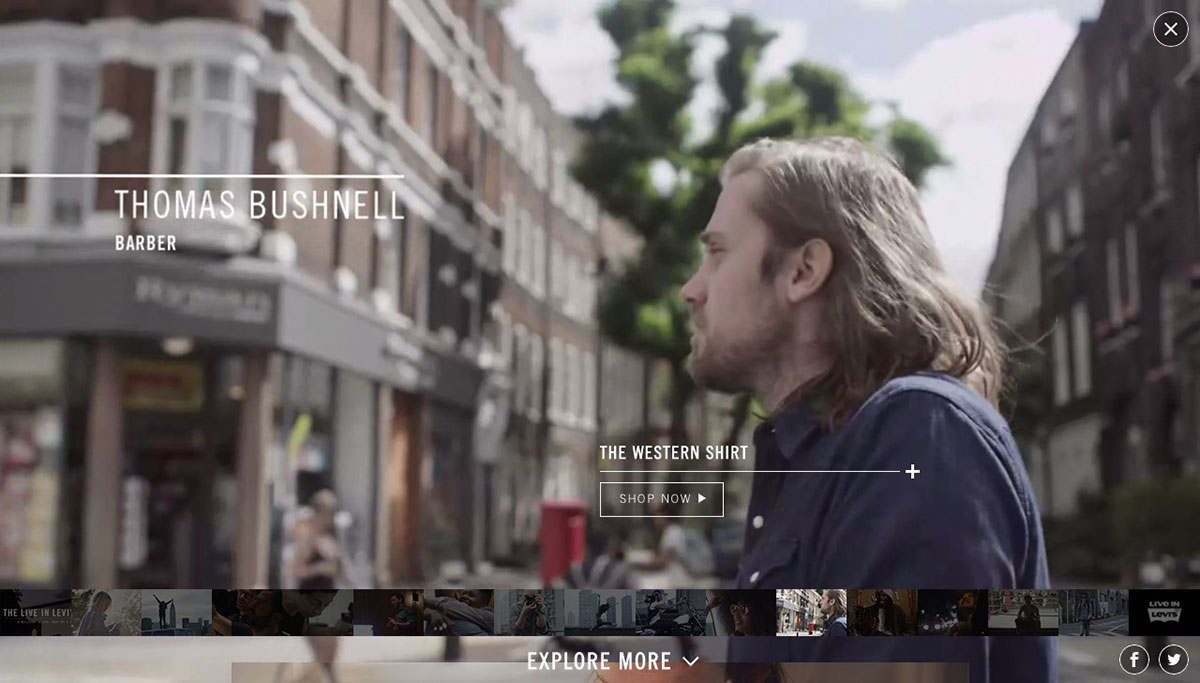 THOMAS BUSHNELL
BARBER
THE WESTERN SHIRT
SHOP NOW
THE LIVE IN LEVI'
LIVE IN
LEVI'S
EXPLORE MORE